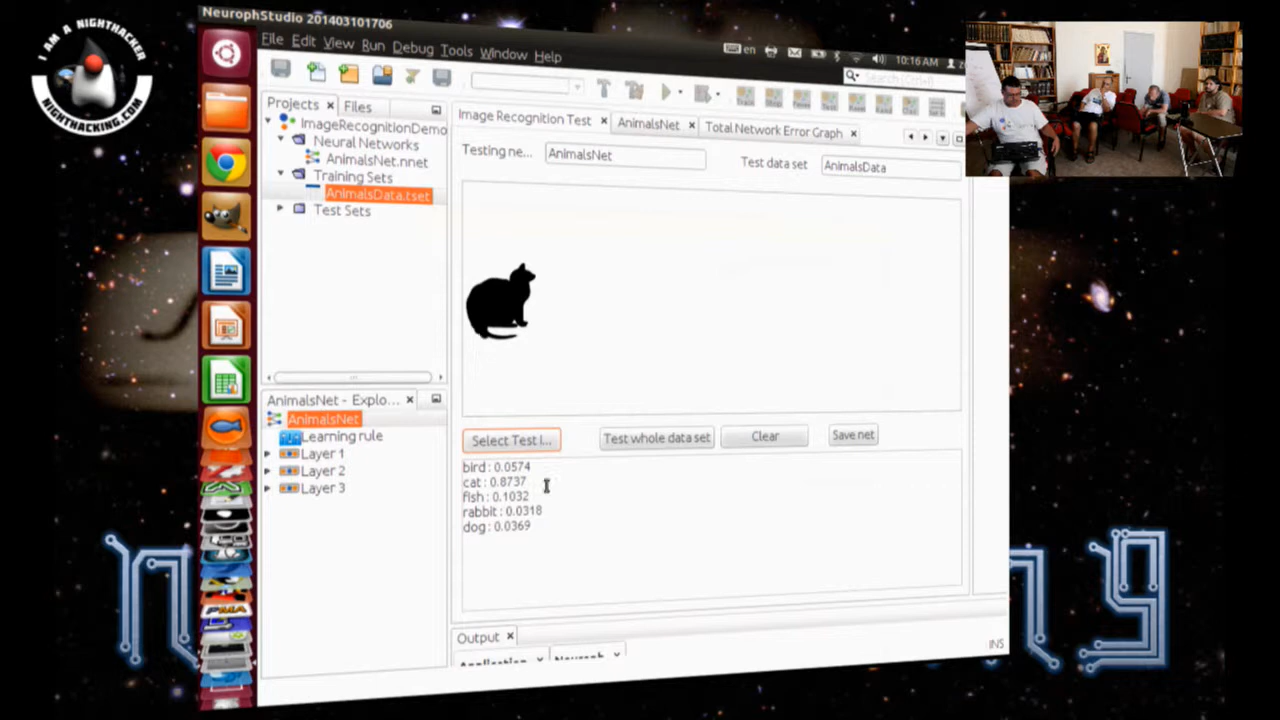 I AM A NIGHTHACKER
NIGHTHACKING.COM
NeurophStudio 201403101706
File Edit View Run Debug Tools Window Help
en
10:16 AM
Search (Ctrl+I)
Projects
Files
ImageRecognitionDemo
Neural Networks
AnimalsNet.nnet
Training Sets
AnimalsData.tset
Test Sets
Image Recognition Test
AnimalsNet
Total Network Error Graph
Testing ne...
AnimalsNet
Test data set
AnimalsData
AnimalsNet - Explo...
AnimalsNet
Learning rule
Layer 1
Layer 2
Layer 3
Select Test I...
Test whole data set
Clear
Save net
bird : 0.0574
cat : 0.8737
fish : 0.1032
rabbit : 0.0318
dog : 0.0369
Output
INS
PMA